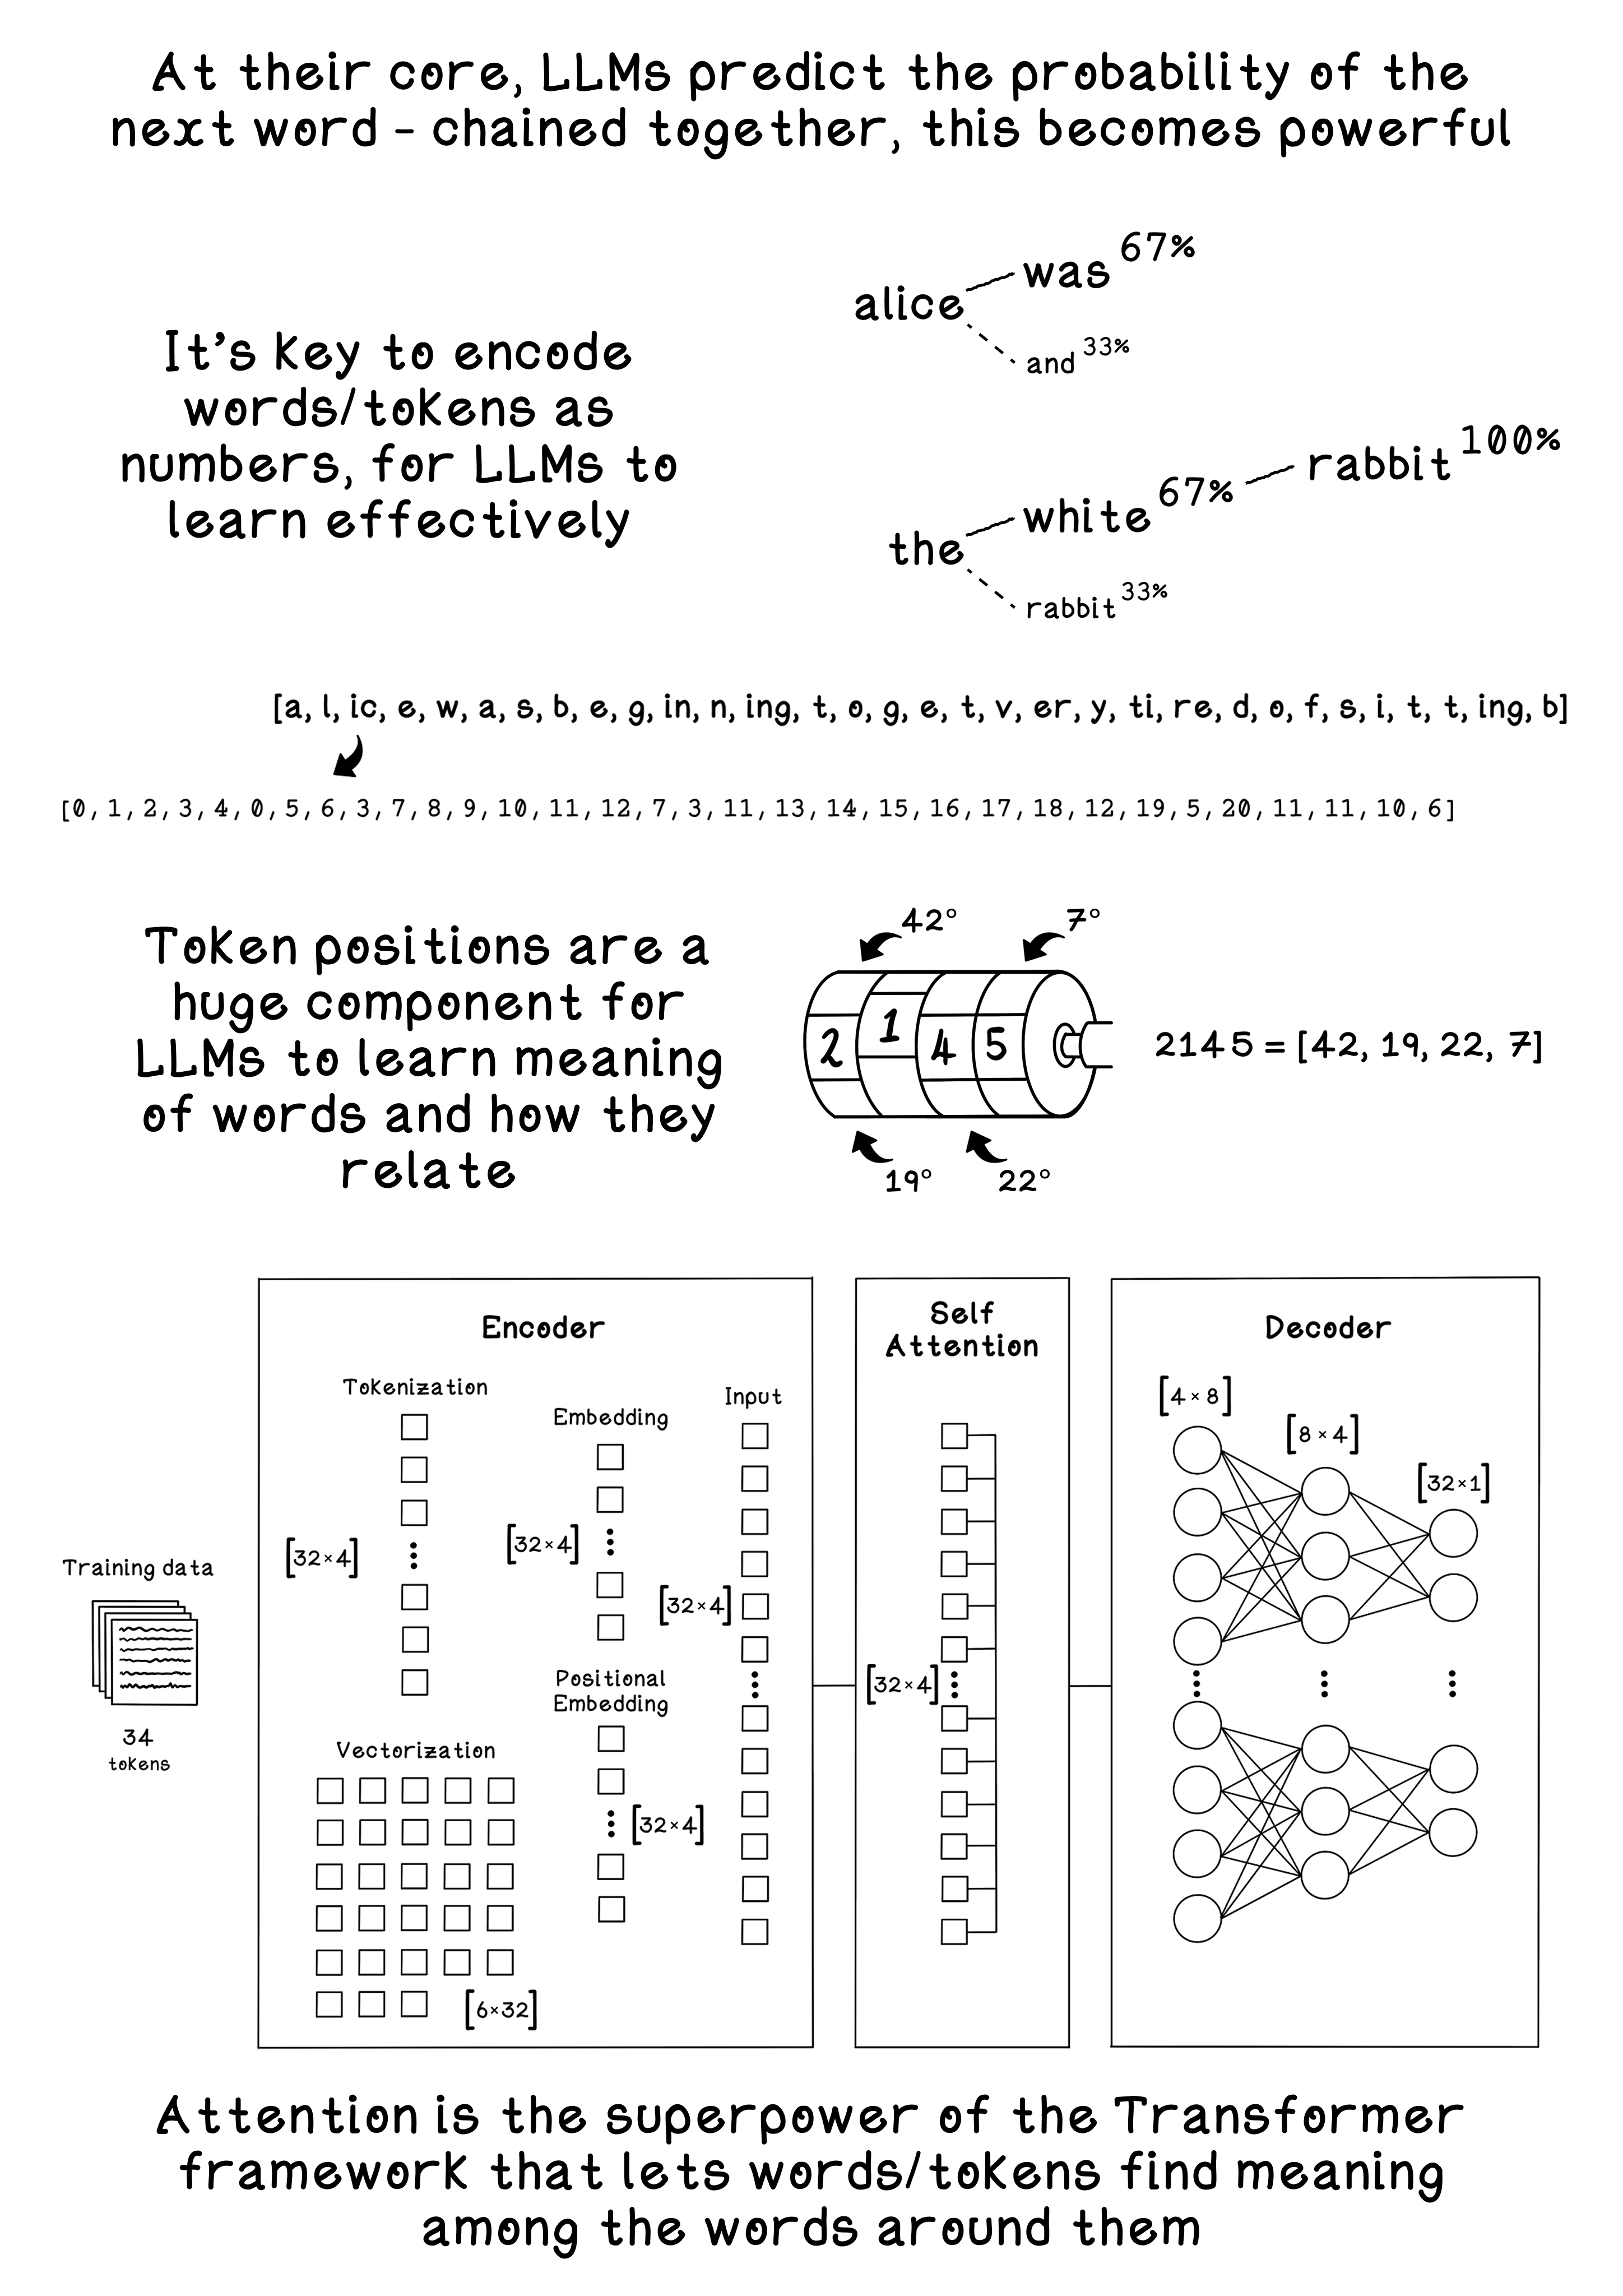 At their core, LLMs predict the probability of the
next word - chained together, this becomes powerful
It's key to encode
words/tokens as
numbers, for LLMs to
learn effectively
alice
was 67%
and 33%
the
white 67%
rabbit 100%
rabbit 33%
[a, l, ic, e, w, a, s, b, e, g, in, n, ing, t, o, g, e, t, v, er, y, ti, re, d, o, f, s, i, t, t, ing, b]
[0, 1, 2, 3, 4, 0, 5, 6, 3, 7, 8, 9, 10, 11, 12, 7, 3, 11, 13, 14, 15, 16, 17, 18, 12, 19, 5, 20, 11, 11, 10, 6]
Token positions are a
huge component for
LLMs to learn meaning
of words and how they
relate
42° 7°
2 1 4 5
2145 = [42, 19, 22, 7]
19° 22°
Training data
34
tokens
Encoder
Tokenization
[32×4]
Vectorization
[6×32]
Embedding
[32×4]
Positional
Embedding
[32×4]
Input
[32×4]
Self
Attention
[32×4]
Decoder
[4×8]
[8×4]
[32×1]
Attention is the superpower of the Transformer
framework that lets words/tokens find meaning
among the words around them